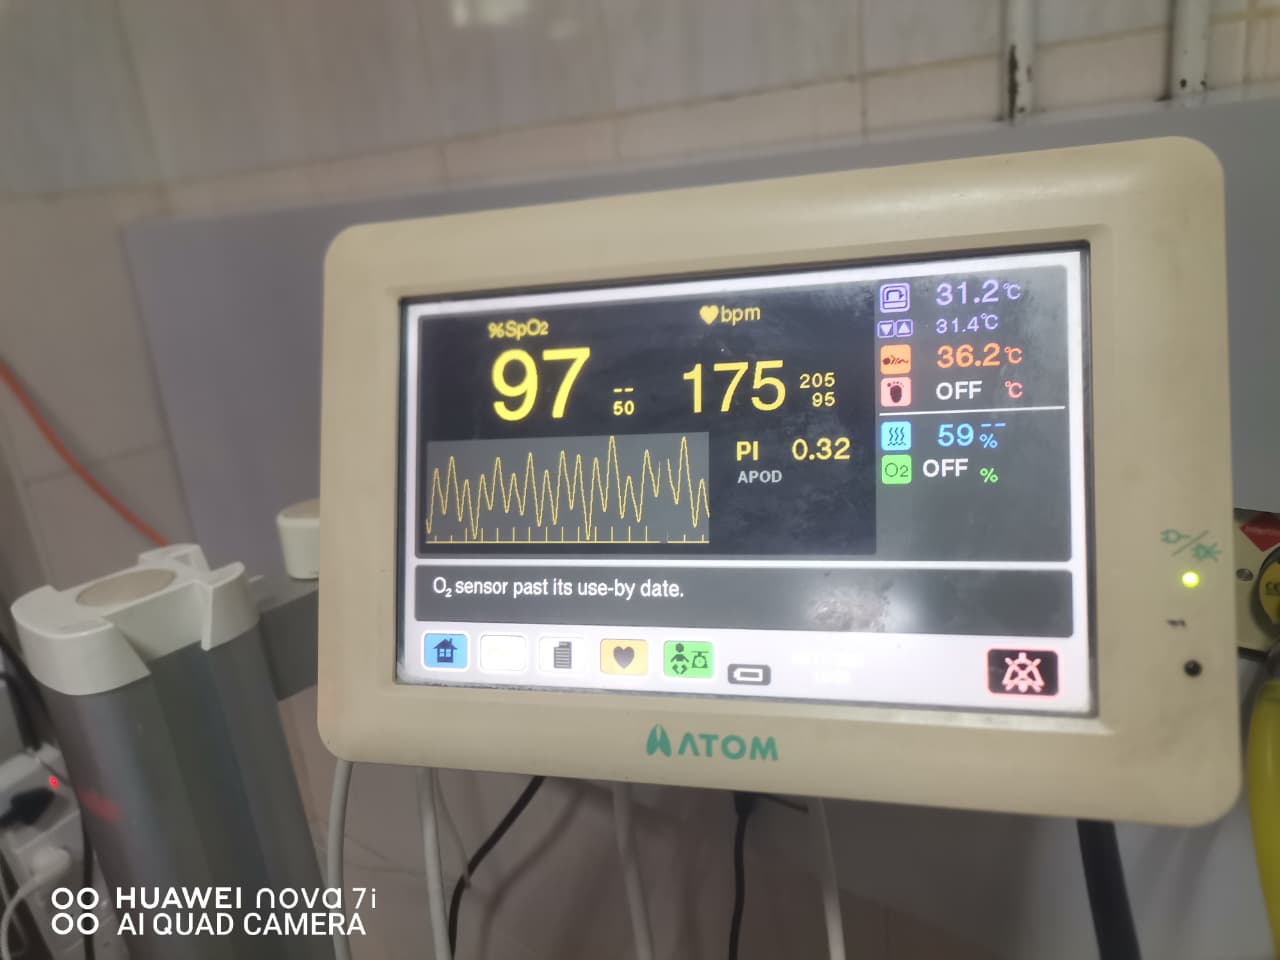 %SpO2
97
--
50
♥bpm
175
205
95
PI 0.32
APOD
31.2℃
31.4℃
36.2℃
OFF ℃
59 --%
O2 OFF %
O2 sensor past its use-by date.
ATOM
HUAWEI nova 7i
AI QUAD CAMERA